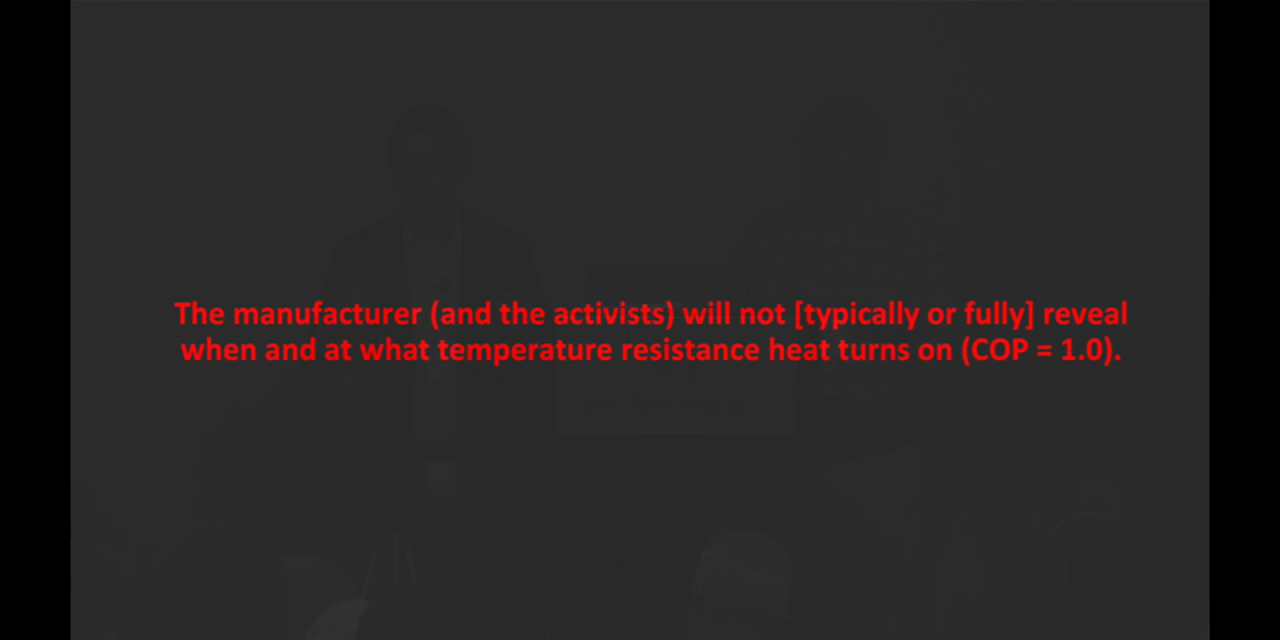 The manufacturer (and the activists) will not [typically or fully] reveal
when and at what temperature resistance heat turns on (COP = 1.0).